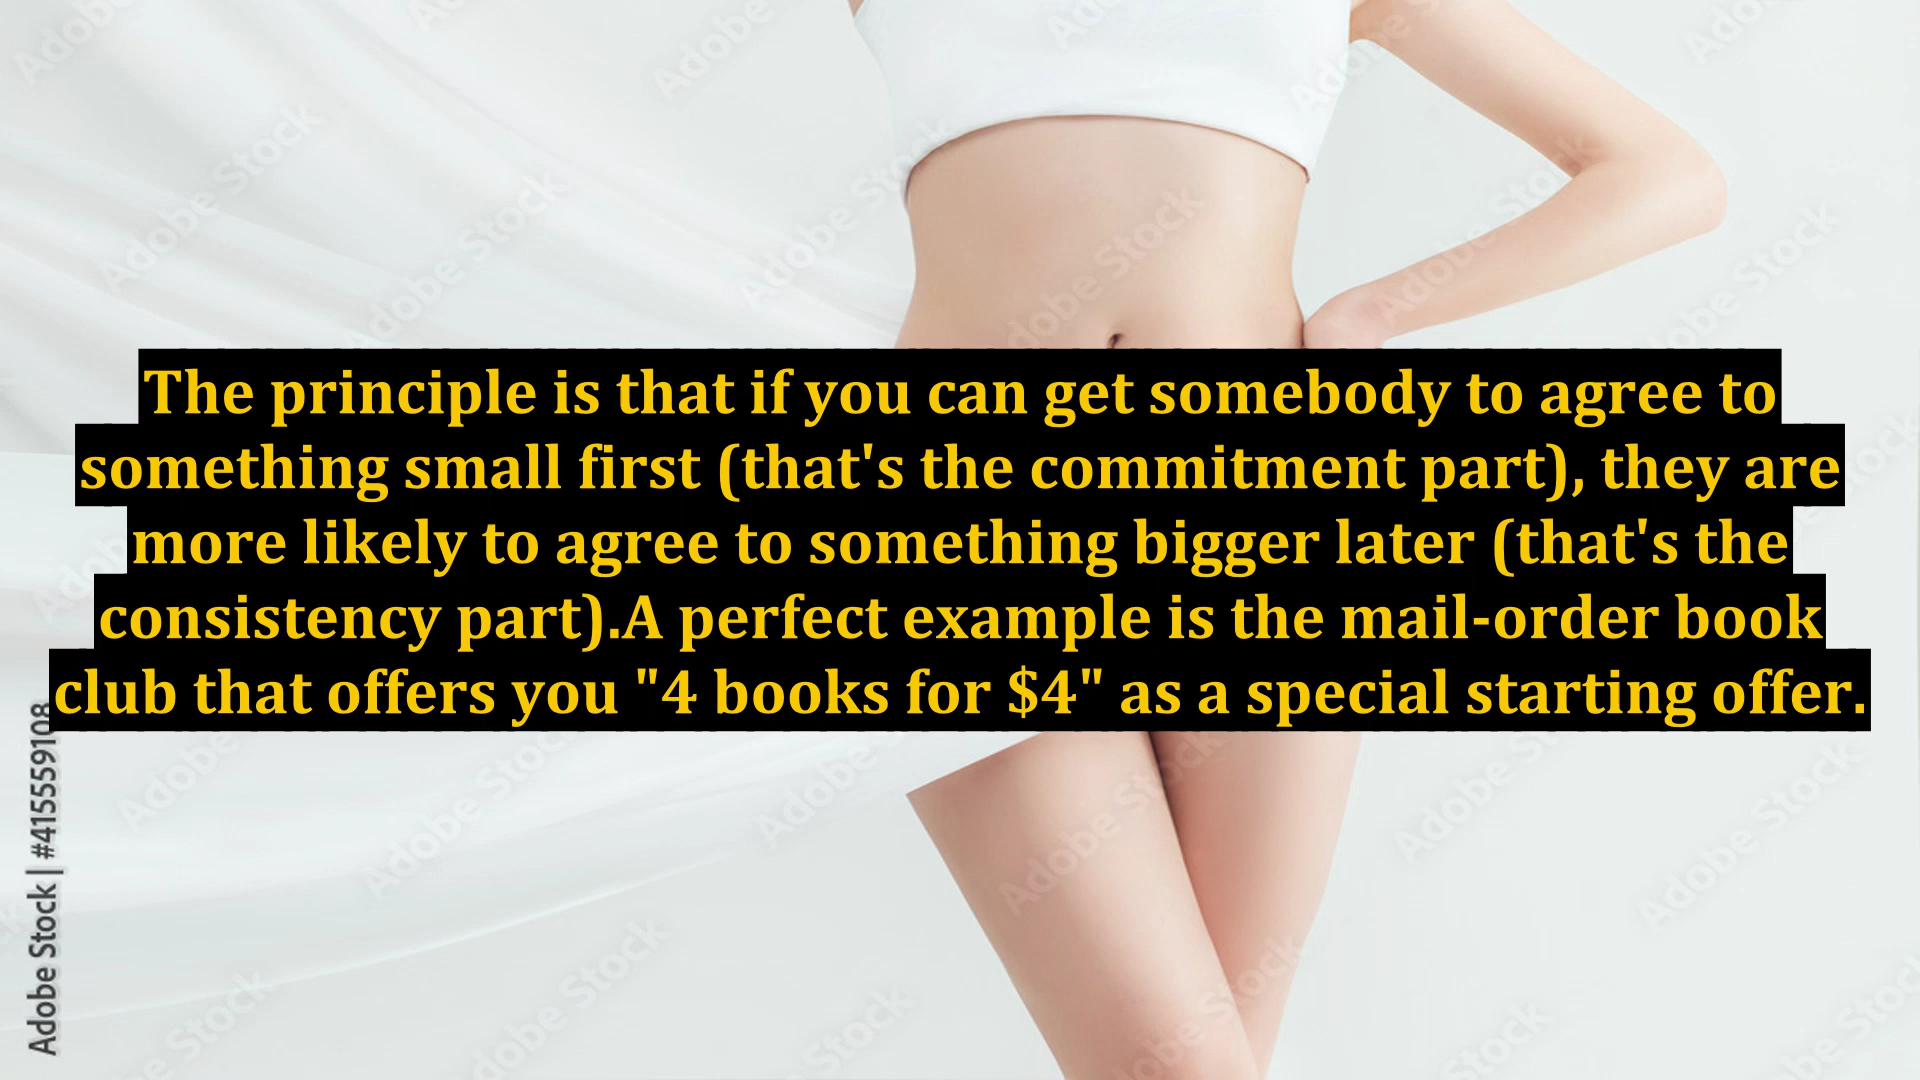 The principle is that if you can get somebody to agree to
something small first (that's the commitment part), they are
more likely to agree to something bigger later (that's the
consistency part).A perfect example is the mail-order book
club that offers you "4 books for $4" as a special starting offer.
Adobe Stock | #415559108
Adobe Stock